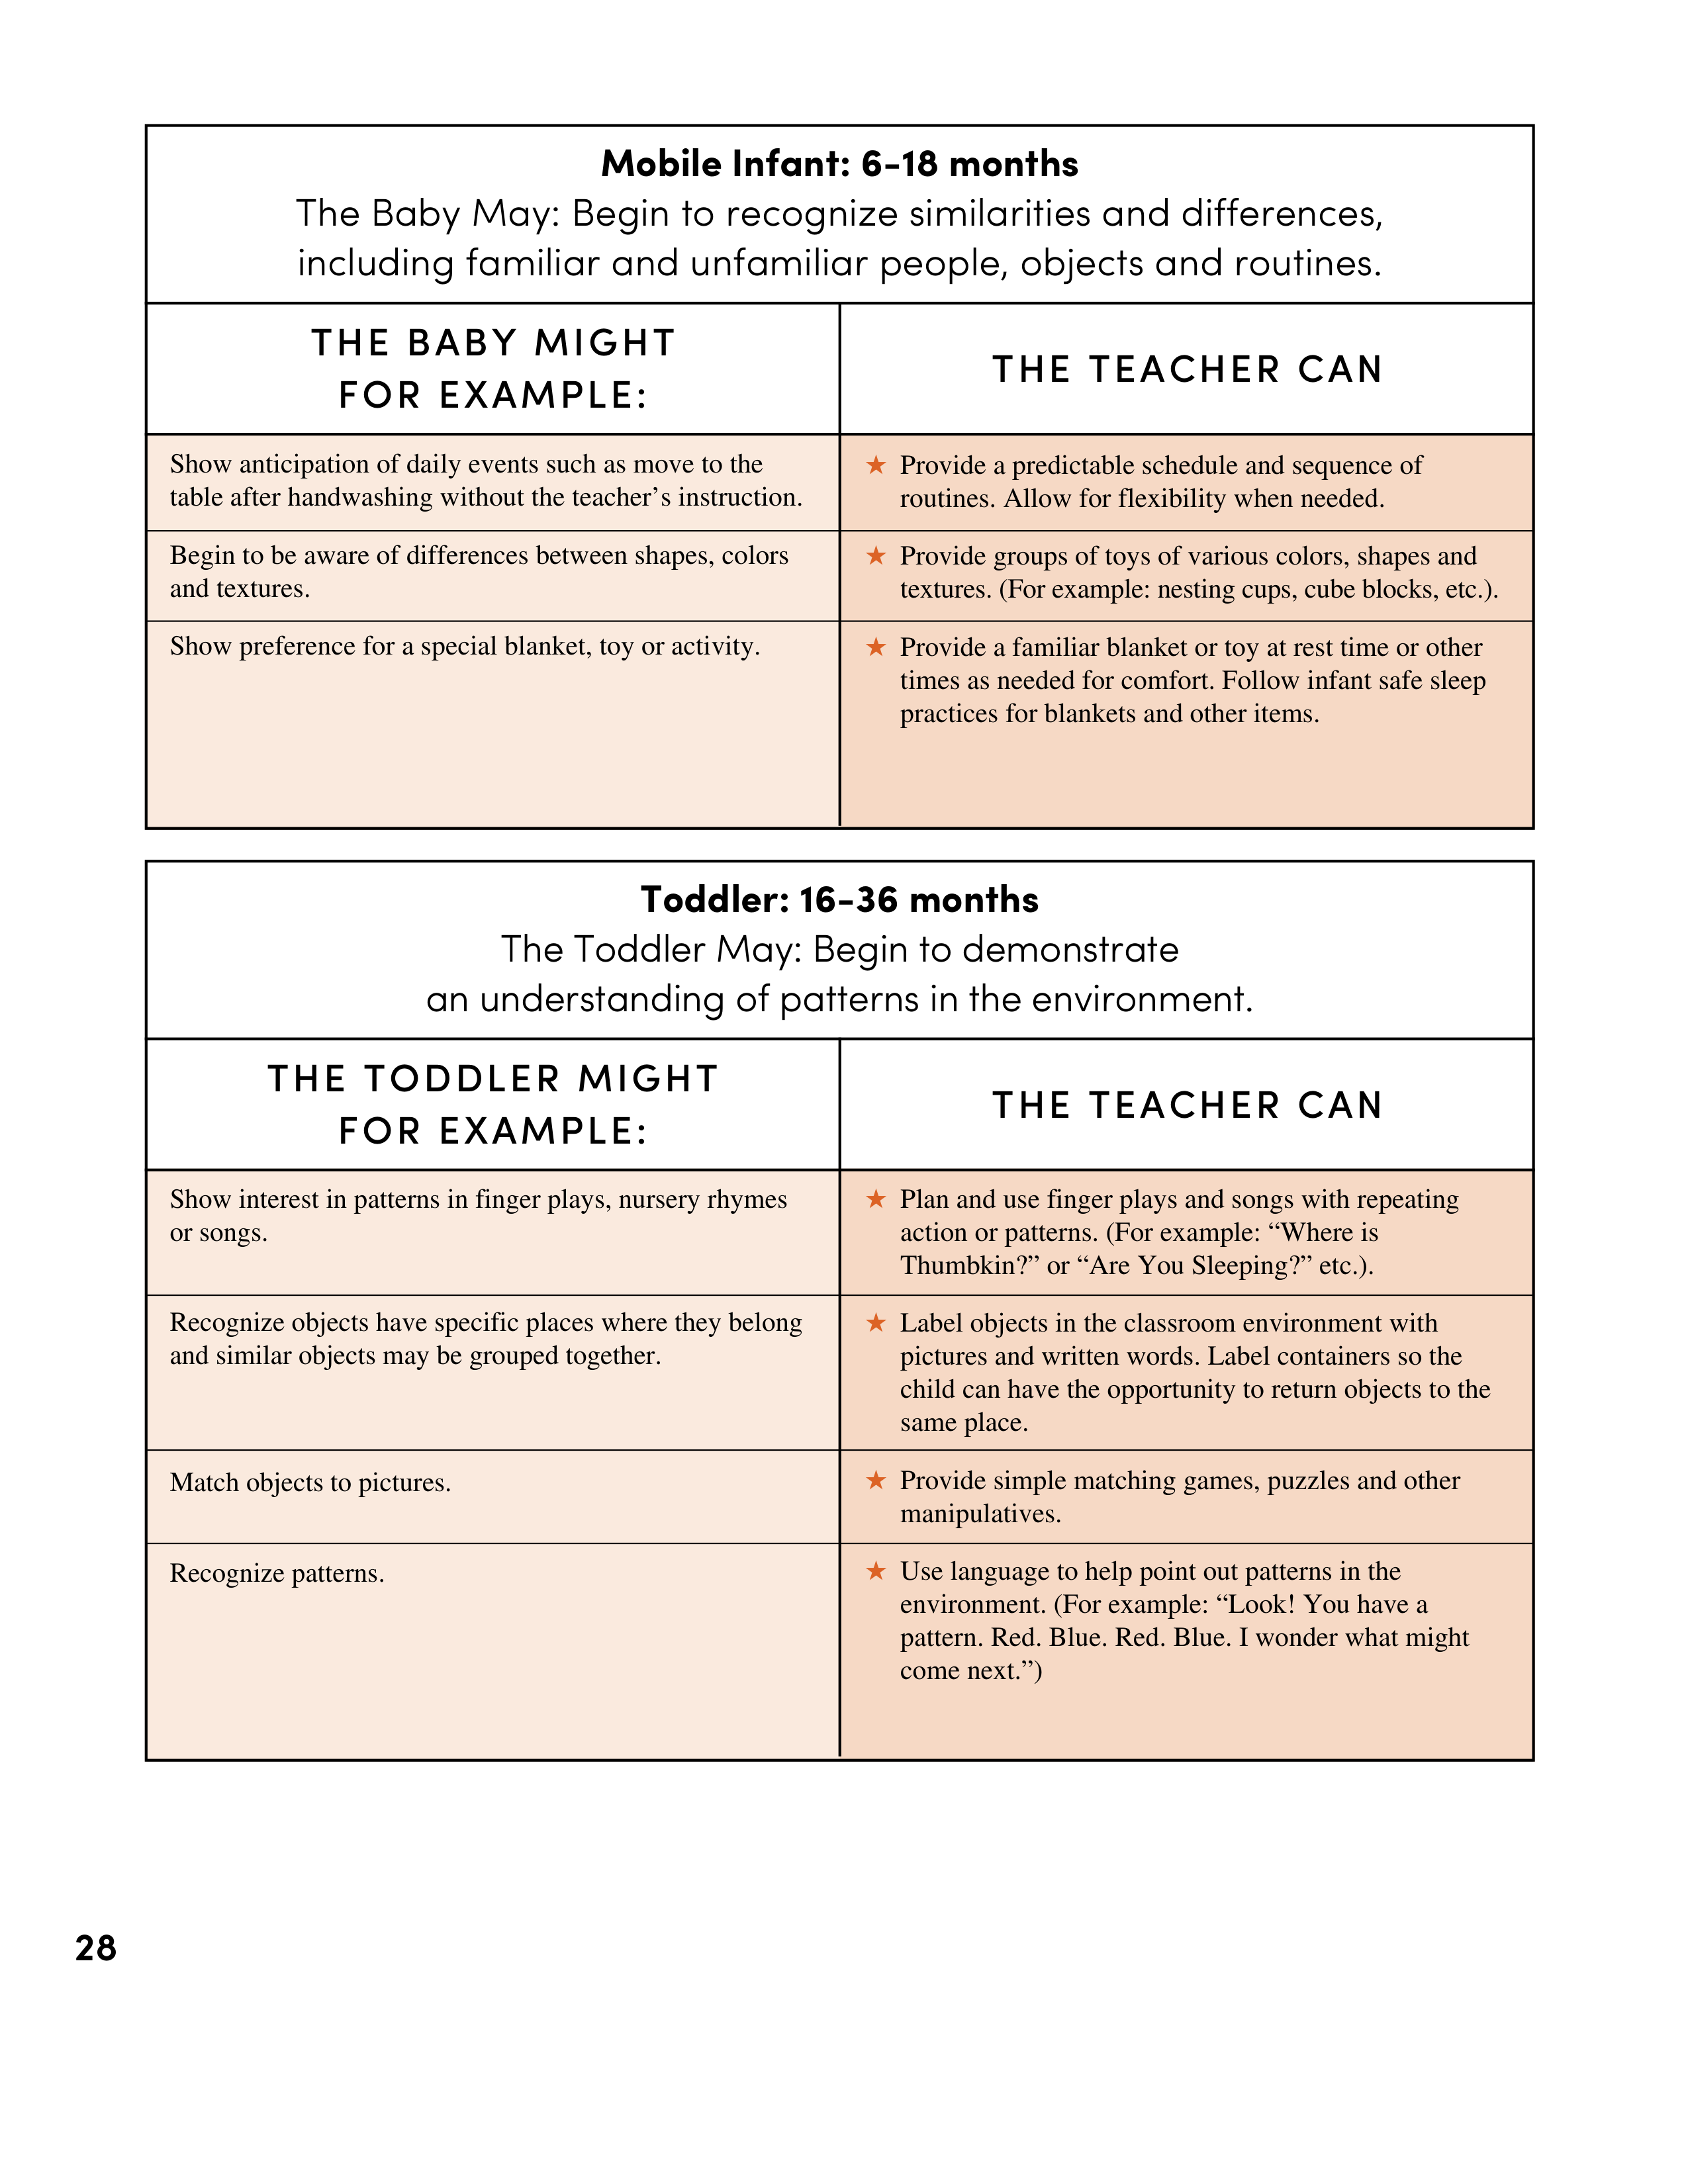 Mobile Infant: 6-18 months
The Baby May: Begin to recognize similarities and differences,
including familiar and unfamiliar people, objects and routines.
THE BABY MIGHT
FOR EXAMPLE:
THE TEACHER CAN
Show anticipation of daily events such as move to the
table after handwashing without the teacher’s instruction.
★ Provide a predictable schedule and sequence of
routines. Allow for flexibility when needed.
Begin to be aware of differences between shapes, colors
and textures.
★ Provide groups of toys of various colors, shapes and
textures. (For example: nesting cups, cube blocks, etc.).
Show preference for a special blanket, toy or activity.
★ Provide a familiar blanket or toy at rest time or other
times as needed for comfort. Follow infant safe sleep
practices for blankets and other items.
Toddler: 16-36 months
The Toddler May: Begin to demonstrate
an understanding of patterns in the environment.
THE TODDLER MIGHT
FOR EXAMPLE:
THE TEACHER CAN
Show interest in patterns in finger plays, nursery rhymes
or songs.
★ Plan and use finger plays and songs with repeating
action or patterns. (For example: “Where is
Thumbkin?” or “Are You Sleeping?” etc.).
Recognize objects have specific places where they belong
and similar objects may be grouped together.
★ Label objects in the classroom environment with
pictures and written words. Label containers so the
child can have the opportunity to return objects to the
same place.
Match objects to pictures.
★ Provide simple matching games, puzzles and other
manipulatives.
Recognize patterns.
★ Use language to help point out patterns in the
environment. (For example: “Look! You have a
pattern. Red. Blue. Red. Blue. I wonder what might
come next.”)
28